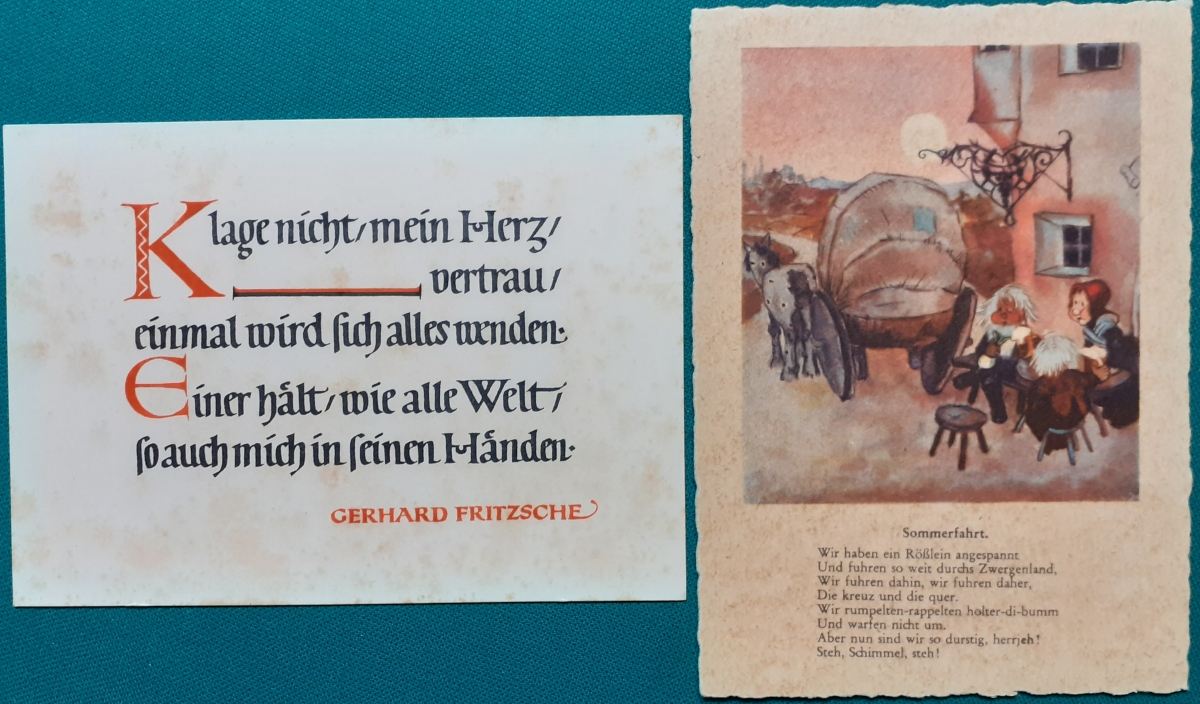 Klage nicht, mein Herz,
vertrau,
einmal wird sich alles wenden.
Einer hält, wie alle Welt,
so auch mich in seinen Händen.
GERHARD FRITZSCHE
Sommerfahrt.
Wir haben ein Rößlein angespannt
Und fuhren so weit durchs Zwergenland,
Wir fuhren dahin, wir fuhren daher,
Die kreuz und die quer.
Wir rumpelten-rappelten holter-di-bumm
Und warfen nicht um.
Aber nun sind wir so durstig, herrjeh!
Steh, Schimmel, steh!